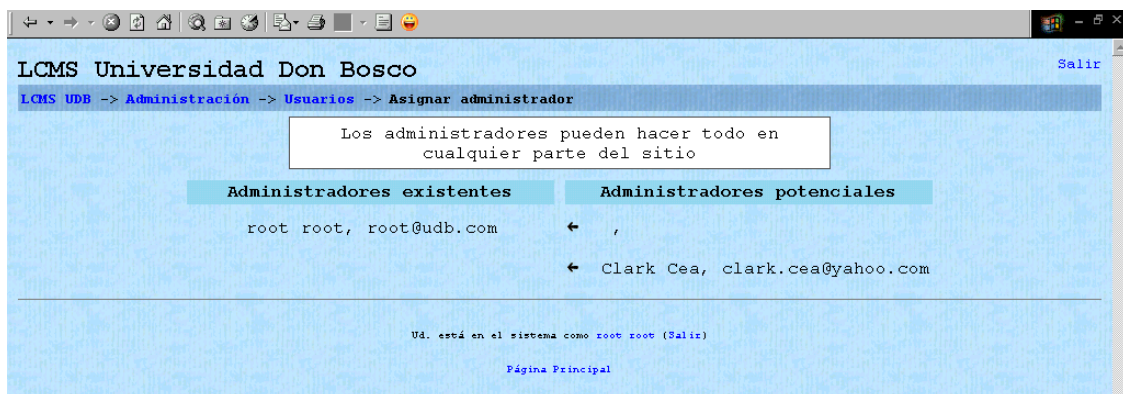 LCMS Universidad Don Bosco
Salir
LCMS UDB -> Administración -> Usuarios -> Asignar administrador
Los administradores pueden hacer todo en
cualquier parte del sitio
Administradores existentes
Administradores potenciales
root root, root@udb.com
,
Clark Cea, clark.cea@yahoo.com
Ud. está en el sistema como root root (Salir)
Página Principal